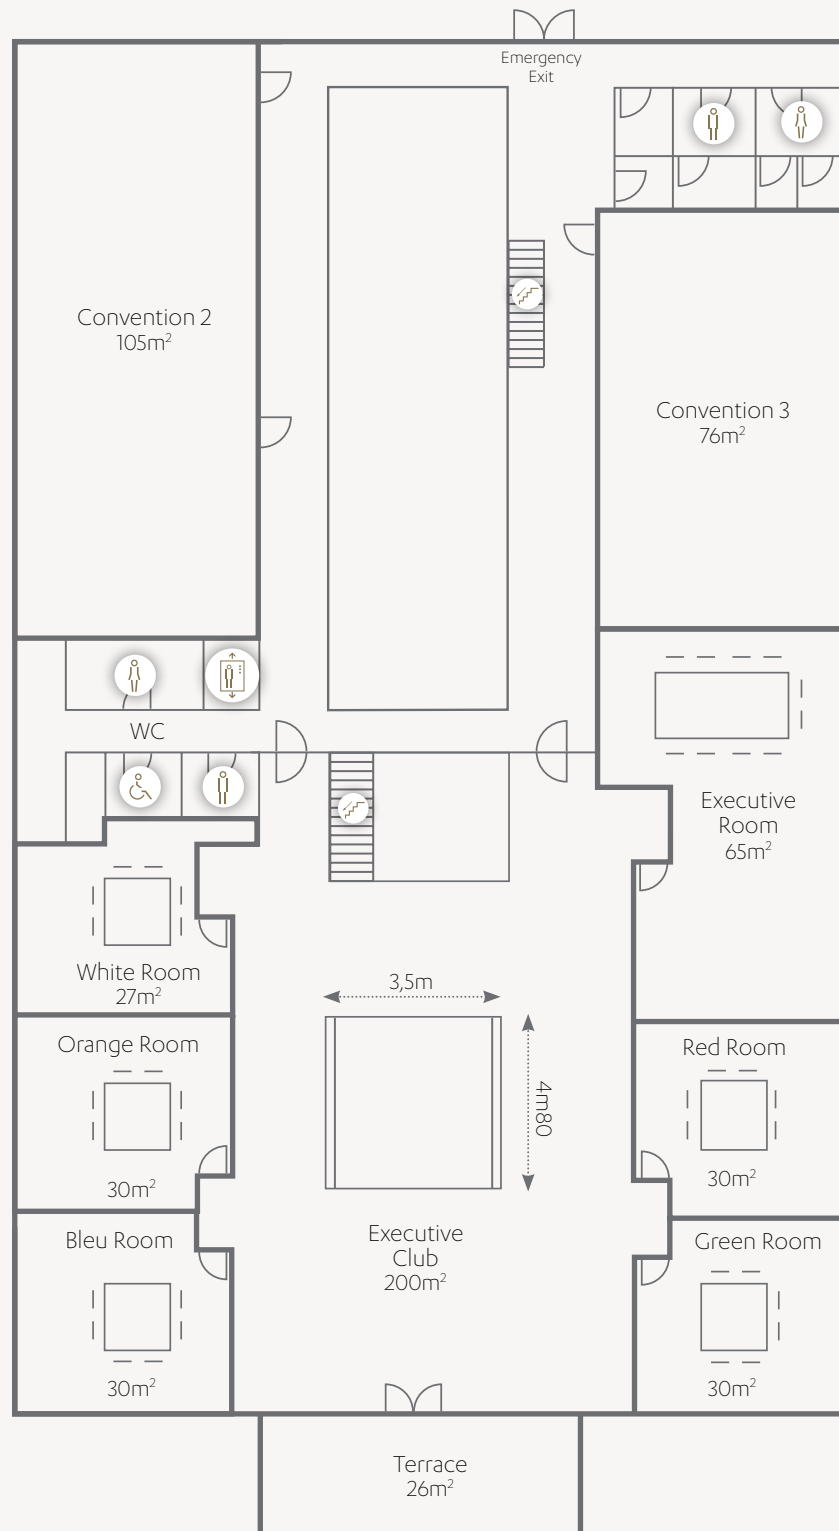 Emergency
Exit
Convention 2
105m²
Convention 3
76m²
WC
Executive
Room
65m²
White Room
27m²
3,5m
Orange Room
30m²
4m80
Red Room
30m²
Bleu Room
30m²
Executive
Club
200m²
Green Room
30m²
Terrace
26m²